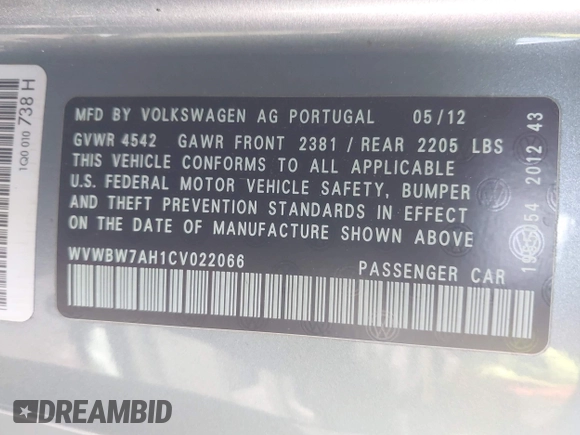 MFD BY VOLKSWAGEN AG PORTUGAL 05/12
GVWR 4542 GAWR FRONT 2381 / REAR 2205 LBS
THIS VEHICLE CONFORMS TO ALL APPLICABLE
U.S. FEDERAL MOTOR VEHICLE SAFETY, BUMPER
AND THEFT PREVENTION STANDARDS IN EFFECT
ON THE DATE OF MANUFACTURE SHOWN ABOVE.
WVWBW7AH1CV022066 PASSENGER CAR
54 2012 43
1Q0 010 738 H
DREAMBID